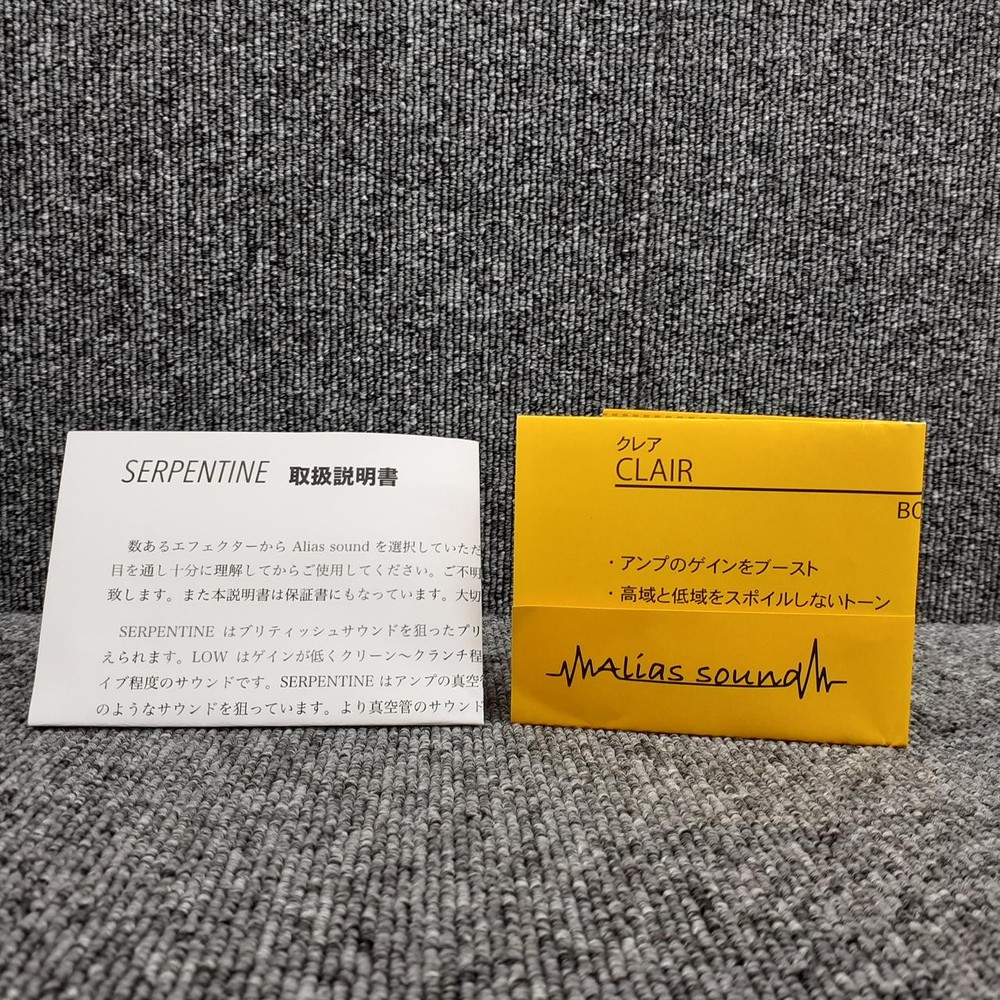 SERPENTINE 取扱説明書
数あるエフェクターから Alias sound を選択していただ
目を通し十分に理解してからご使用してください。ご不明
致します。また本説明書は保証書にもなっています。大切
SERPENTINE はブリティッシュサウンドを狙ったプリ
えられます。LOW はゲインが低くクリーン～クランチ程
イブ程度のサウンドです。SERPENTINE はアンプの真空管
のようなサウンドを狙っています。より真空管のサウンド
クレア
CLAIR
BO
・アンプのゲインをブースト
・高域と低域をスポイルしないトーン
Alias sound